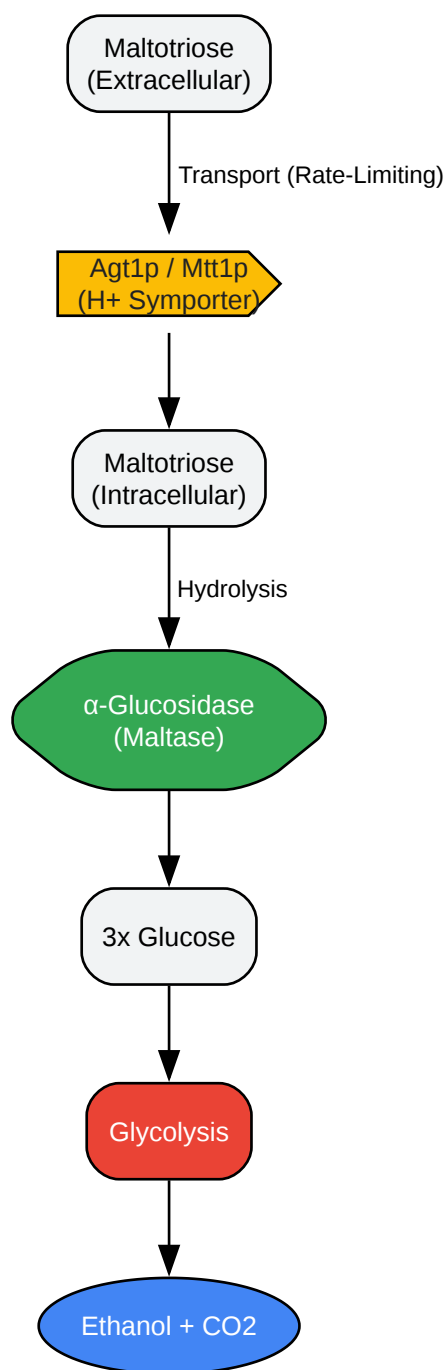 Maltotriose
(Extracellular)
Transport (Rate-Limiting)
Agt1p / Mtt1p
(H+ Symporter)
Maltotriose
(Intracellular)
Hydrolysis
α-Glucosidase
(Maltase)
3x Glucose
Glycolysis
Ethanol + CO2